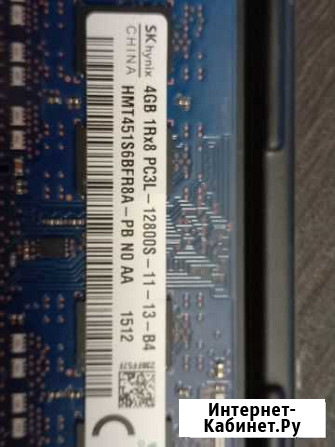 SK hynix
CHINA
4GB 1Rx8 PC3L-12800S-11-13-B4
HMT451S6BFR8A-PB N0 AA 1512
Интернет-
Кабинет.Ру